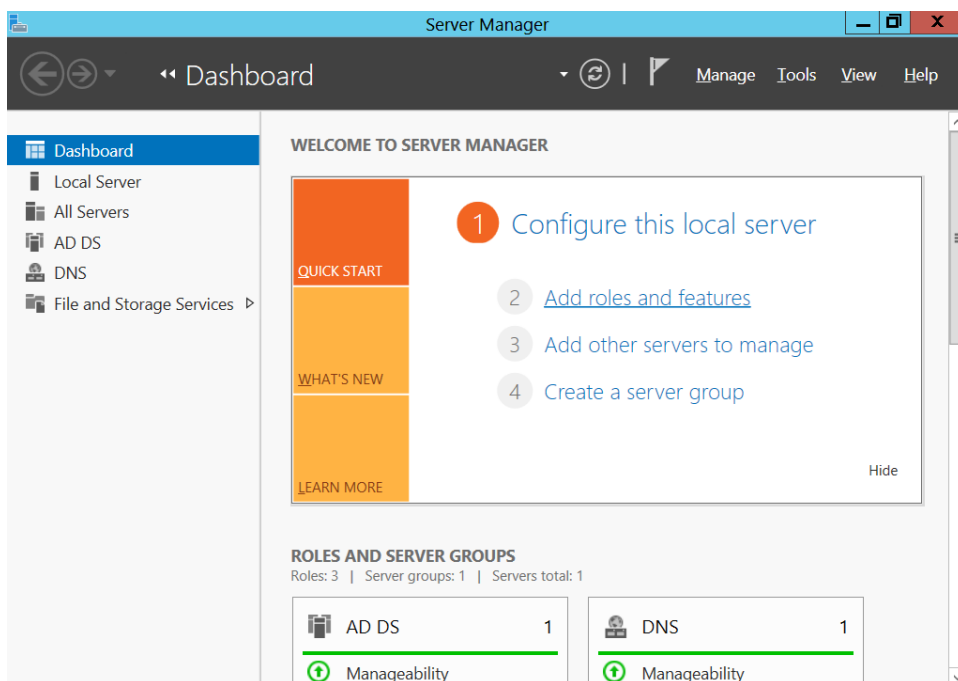 Server Manager
Dashboard
Manage Tools View Help
Dashboard
Local Server
All Servers
AD DS
DNS
File and Storage Services
WELCOME TO SERVER MANAGER
QUICK START
WHAT'S NEW
LEARN MORE
1 Configure this local server
2 Add roles and features
3 Add other servers to manage
4 Create a server group
Hide
ROLES AND SERVER GROUPS
Roles: 3 | Server groups: 1 | Servers total: 1
AD DS 1
Manageability
DNS 1
Manageability